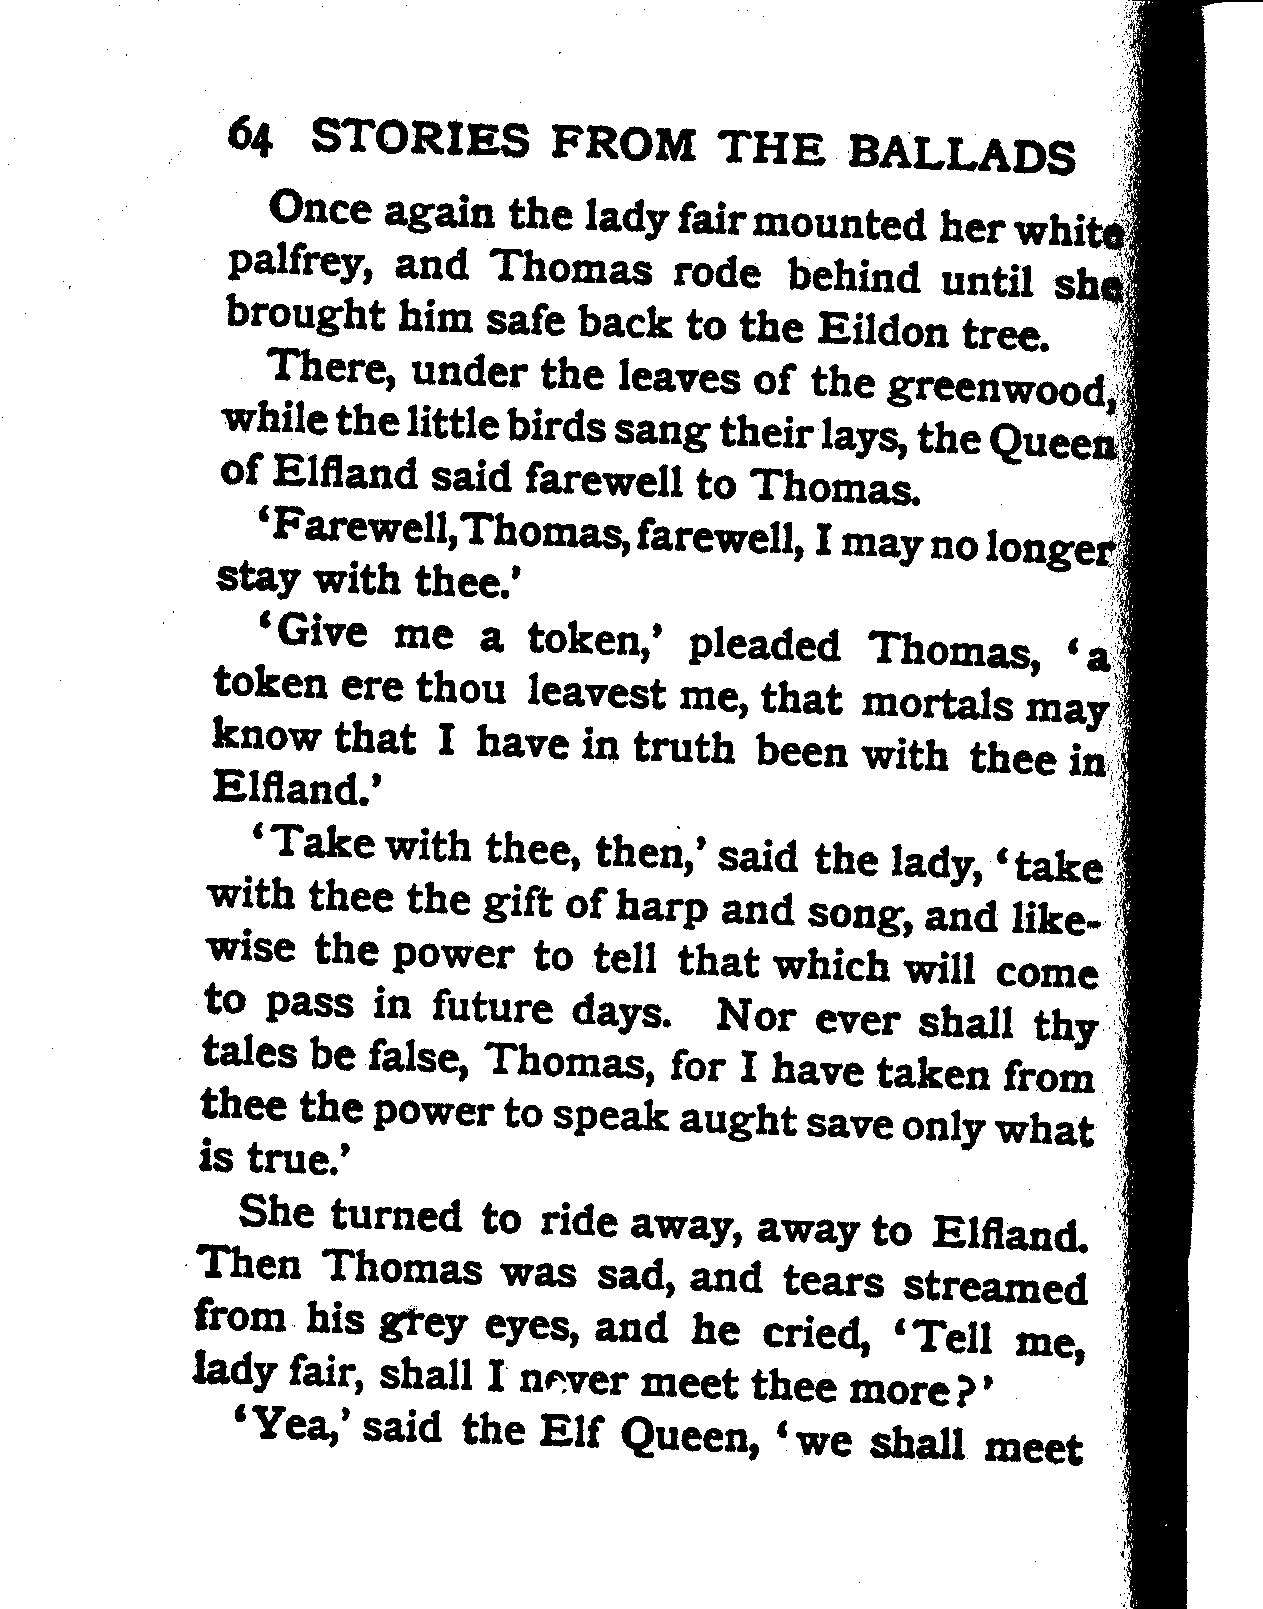 64 STORIES FROM THE BALLADS
Once again the lady fair mounted her white
palfrey, and Thomas rode behind until she
brought him safe back to the Eildon tree.
There, under the leaves of the greenwood,
while the little birds sang their lays, the Queen
of Elfland said farewell to Thomas.
‘Farewell, Thomas, farewell, I may no longer
stay with thee.’
‘Give me a token,’ pleaded Thomas, ‘a
token ere thou leavest me, that mortals may
know that I have in truth been with thee in
Elfland.’
‘Take with thee, then,’ said the lady, ‘take
with thee the gift of harp and song, and like-
wise the power to tell that which will come
to pass in future days. Nor ever shall thy
tales be false, Thomas, for I have taken from
thee the power to speak aught save only what
is true.’
She turned to ride away, away to Elfland.
Then Thomas was sad, and tears streamed
from his grey eyes, and he cried, ‘Tell me,
lady fair, shall I never meet thee more?’
‘Yea,’ said the Elf Queen, ‘we shall meet